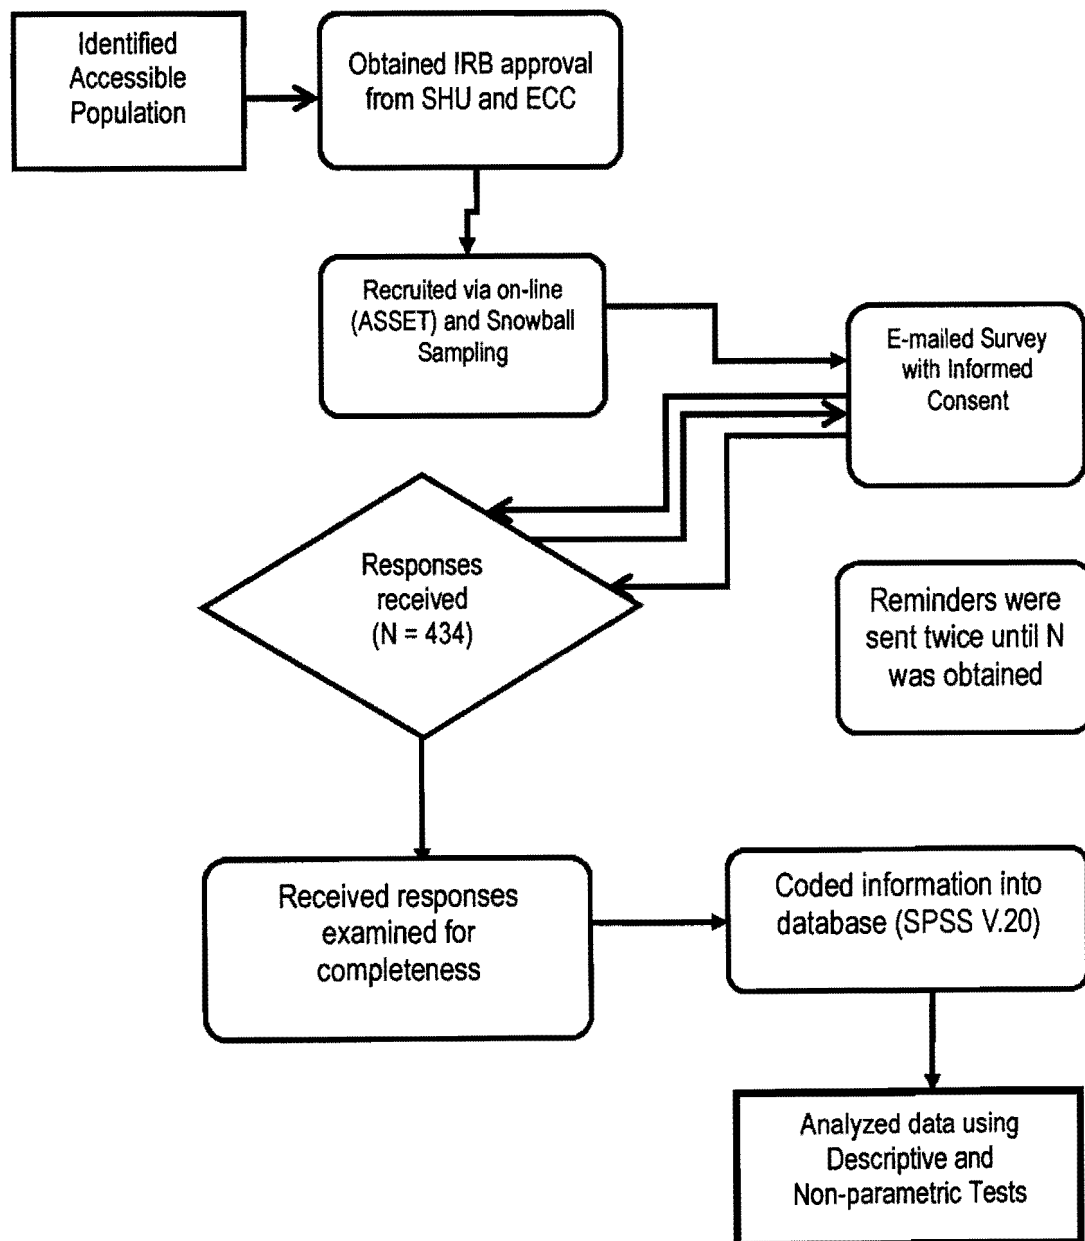 Identified
Accessible
Population
Obtained IRB approval
from SHU and ECC
Recruited via on-line
(ASSET) and Snowball
Sampling
E-mailed Survey
with Informed
Consent
Responses
received
(N = 434)
Reminders were
sent twice until N
was obtained
Received responses
examined for
completeness
Coded information into
database (SPSS V.20)
Analyzed data using
Descriptive and
Non-parametric Tests